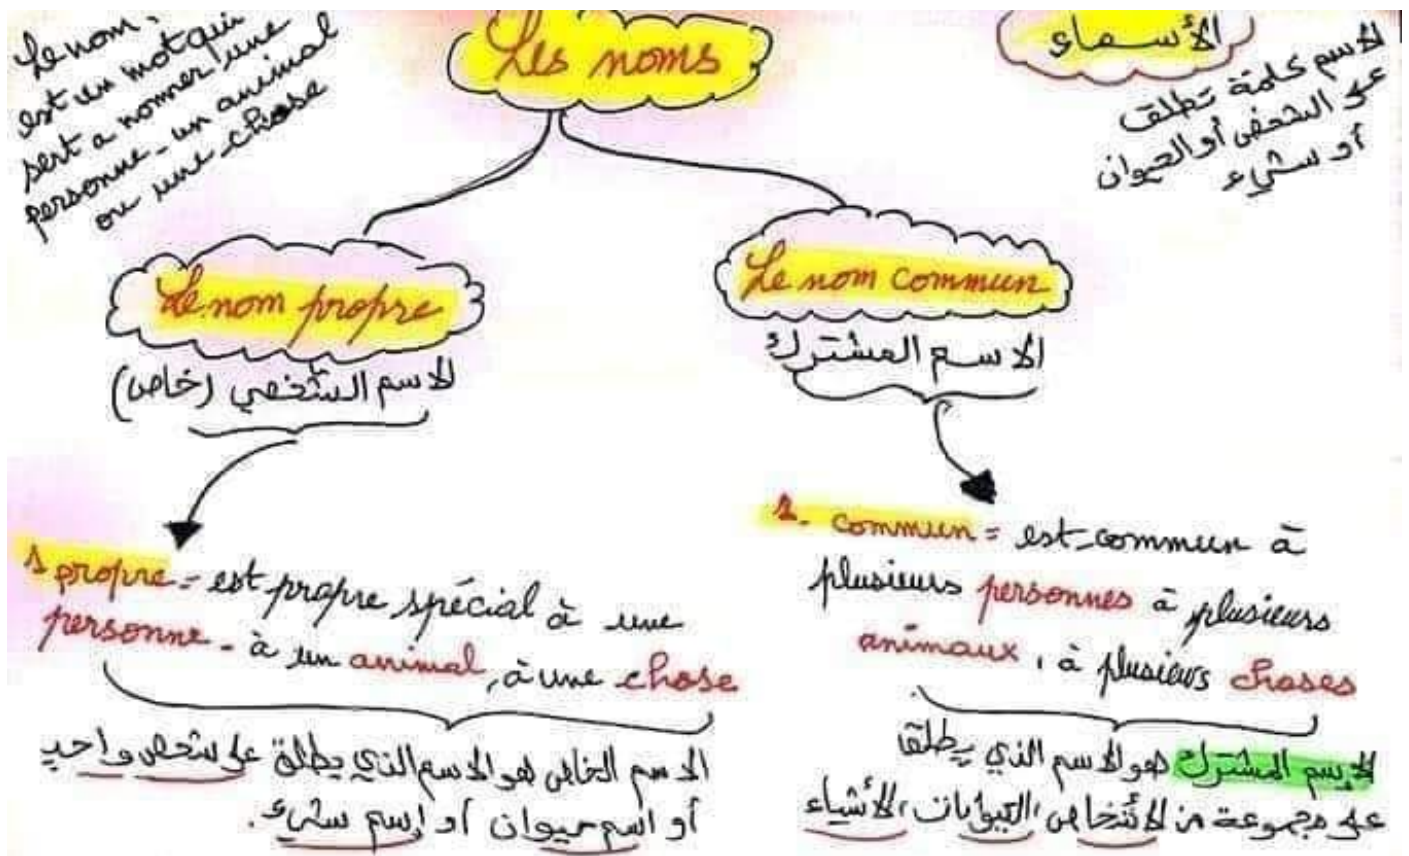 Le nom,
est un mot qui
sert a nomer une
personne - un animal
ou une chose
Les noms
الأسماء
الاسم كلمة تطلق
على الشخص أو الحيوان
أو شيء
Le nom propre
الاسم الشخصي (خاص)
Le nom commun
الاسم المشترك
1 propre = est propre spécial à une
personne - à un animal, à une chose
الاسم الخاص هو الاسم الذي يطلق على شخص واحد
أو اسم حيوان أو إسم شيء.
2- commun = est commun à
plusieurs personnes à plusieurs
animaux, à plusieurs choses
الإسم المشترك هو الاسم الذي يطلق
على مجموعة من الأشخاص، الحيوانات، الأشياء